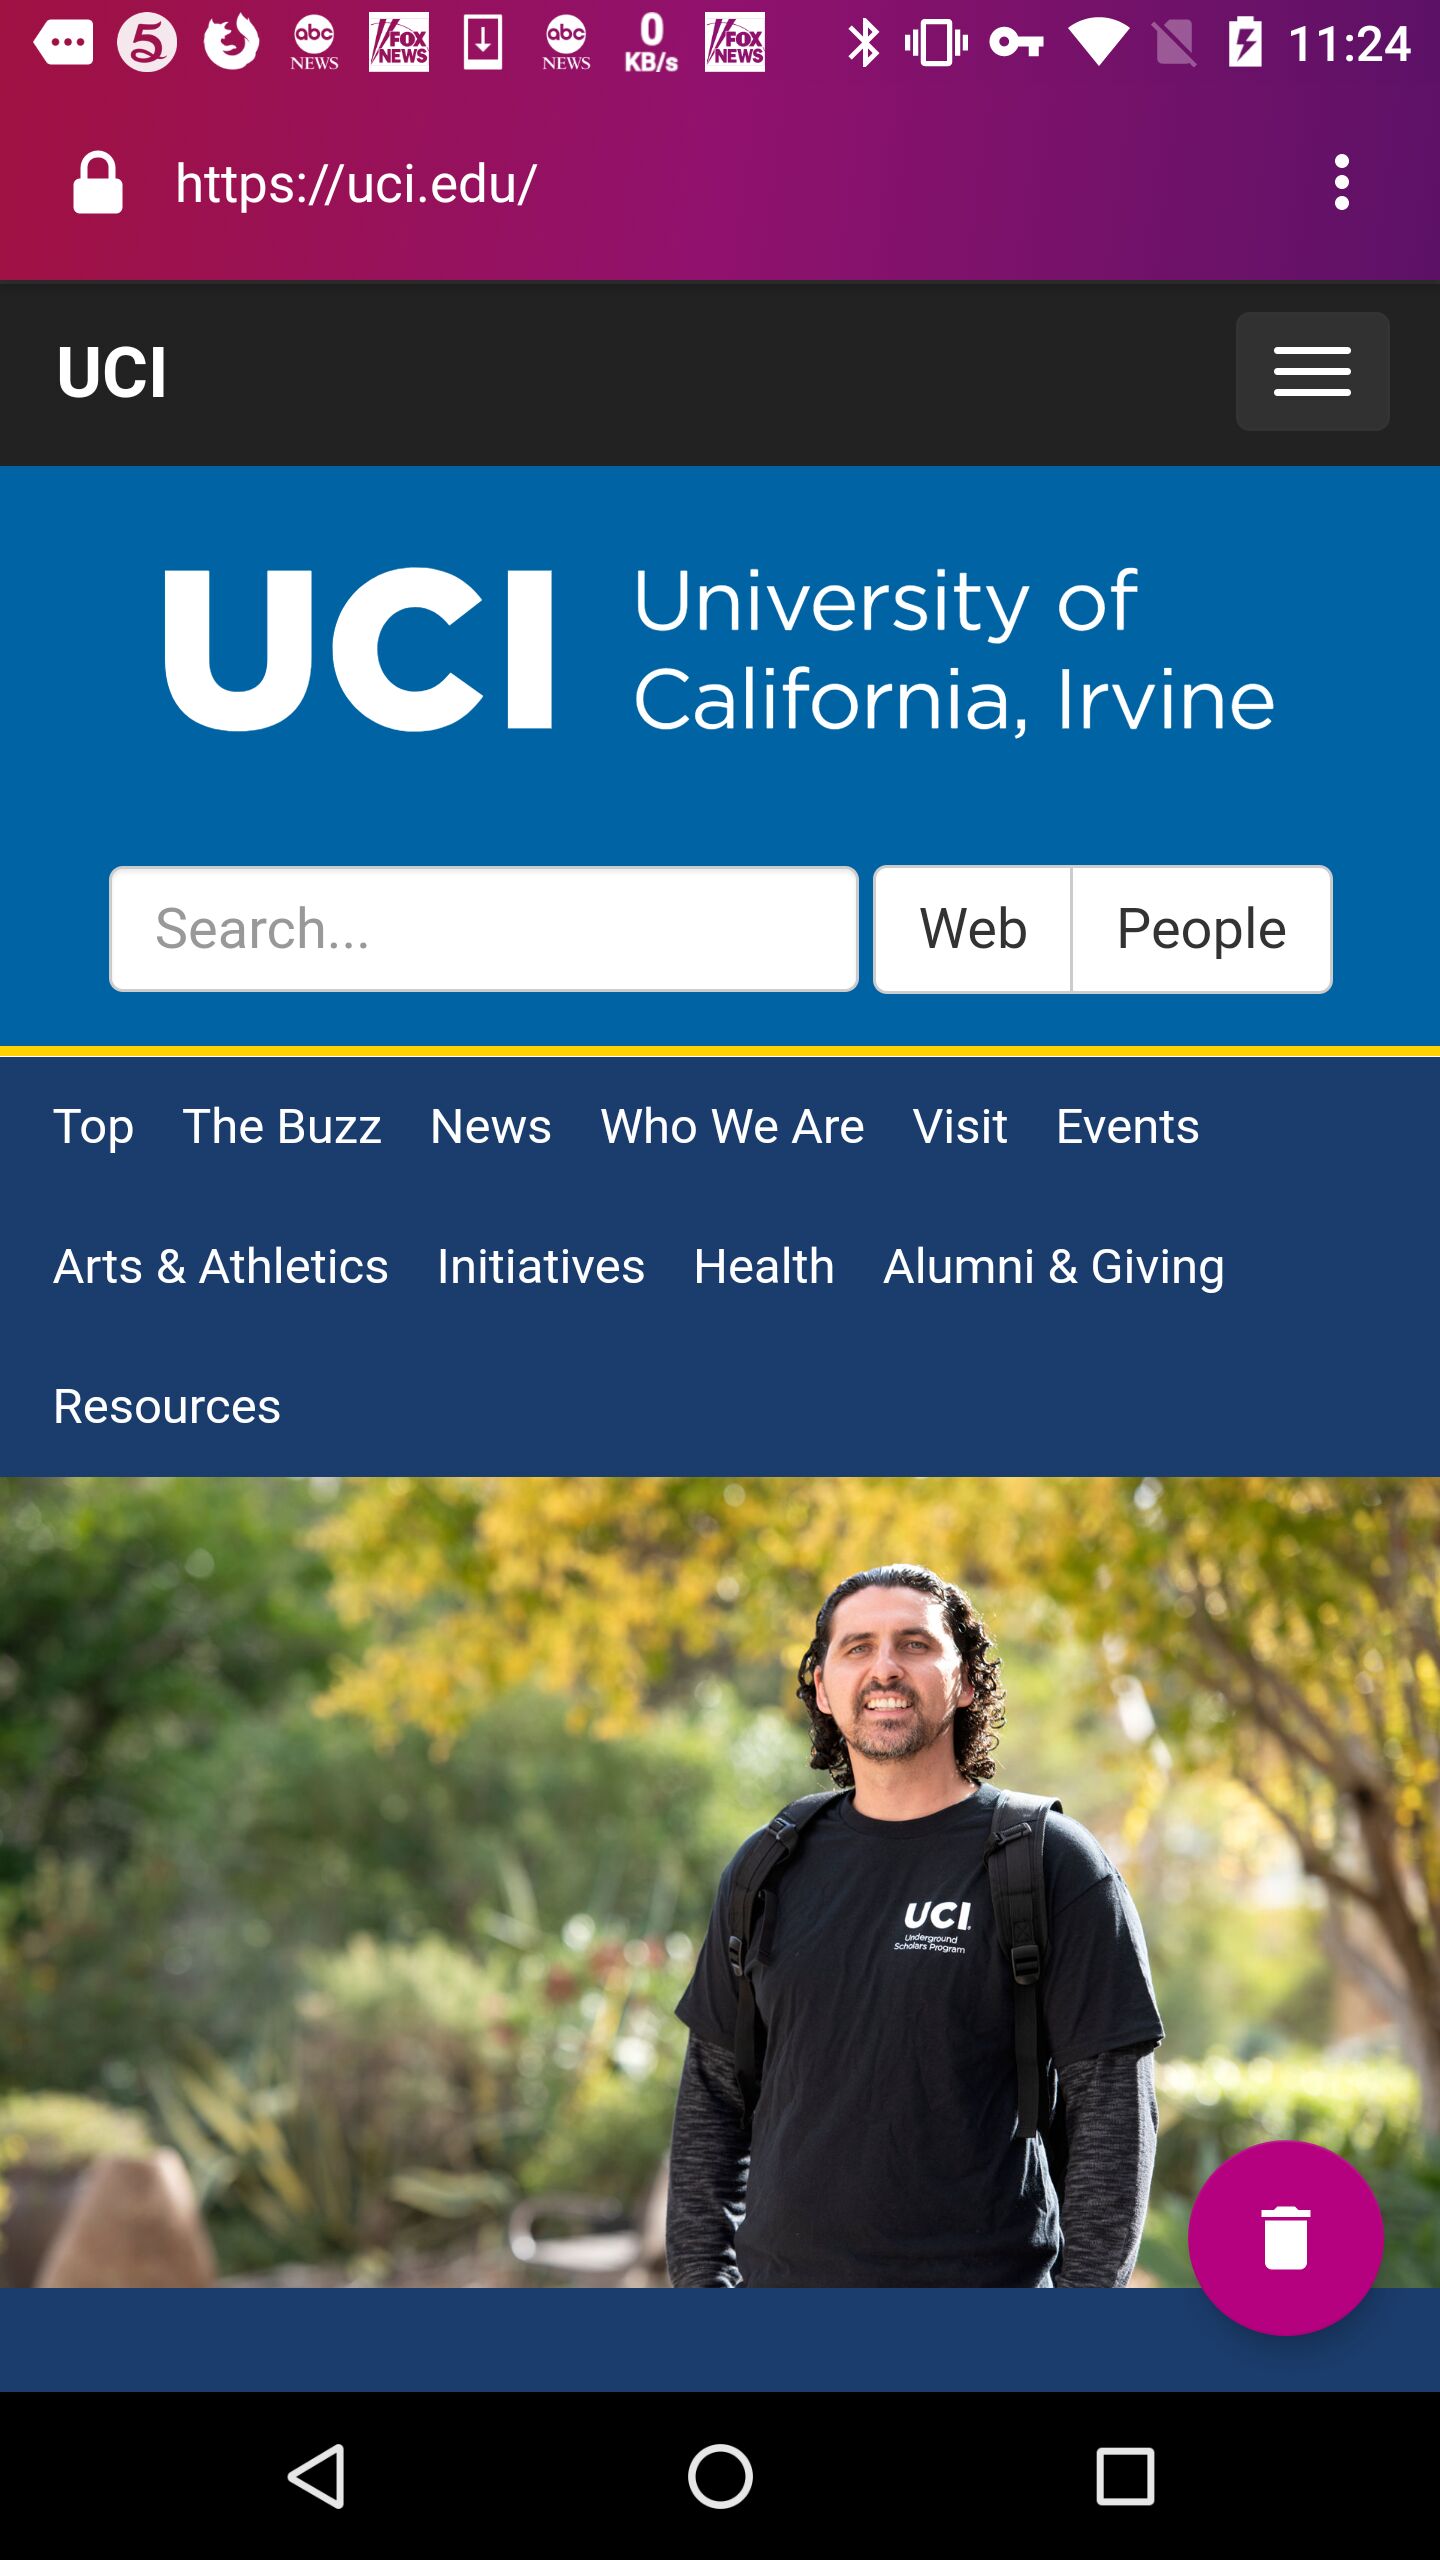 5 abc NEWS FOX NEWS abc NEWS 0 KB/s FOX NEWS 11:24
https://uci.edu/
UCI
UCI University of
California, Irvine
Search... Web People
Top The Buzz News Who We Are Visit Events
Arts & Athletics Initiatives Health Alumni & Giving
Resources
UCI
Underground
Scholars Program